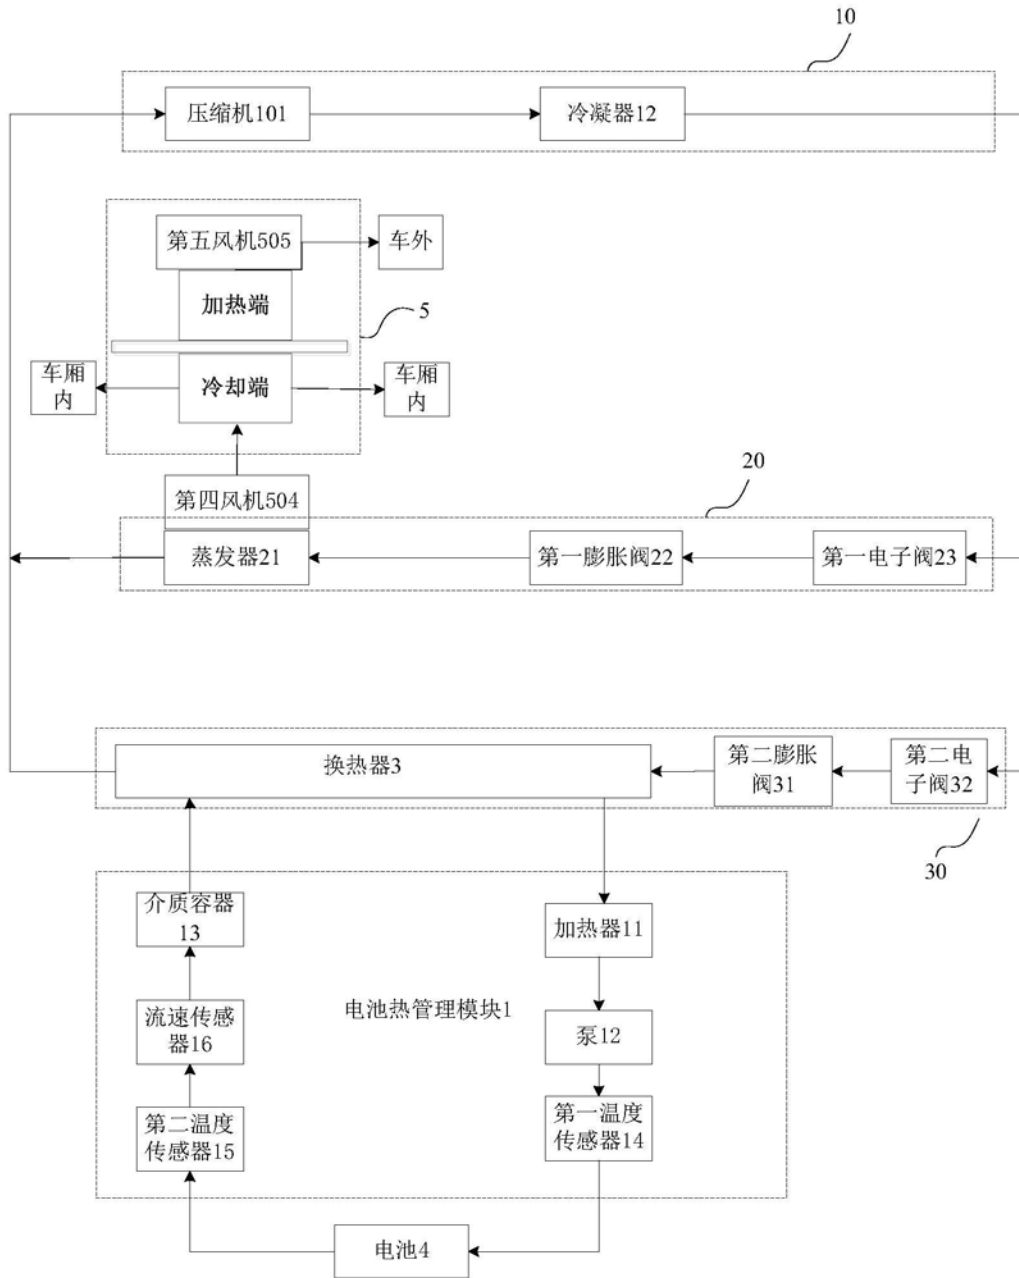 10
压缩机101
冷凝器12
第五风机505
车外
加热端
5
车厢
内
冷却端
车厢
内
20
第四风机504
蒸发器21
第一膨胀阀22
第一电子阀23
换热器3
第二膨胀
阀31
第二电
子阀32
30
介质容器
13
加热器11
电池热管理模块1
流速传感
器16
泵12
第二温度
传感器15
第一温度
传感器14
电池4